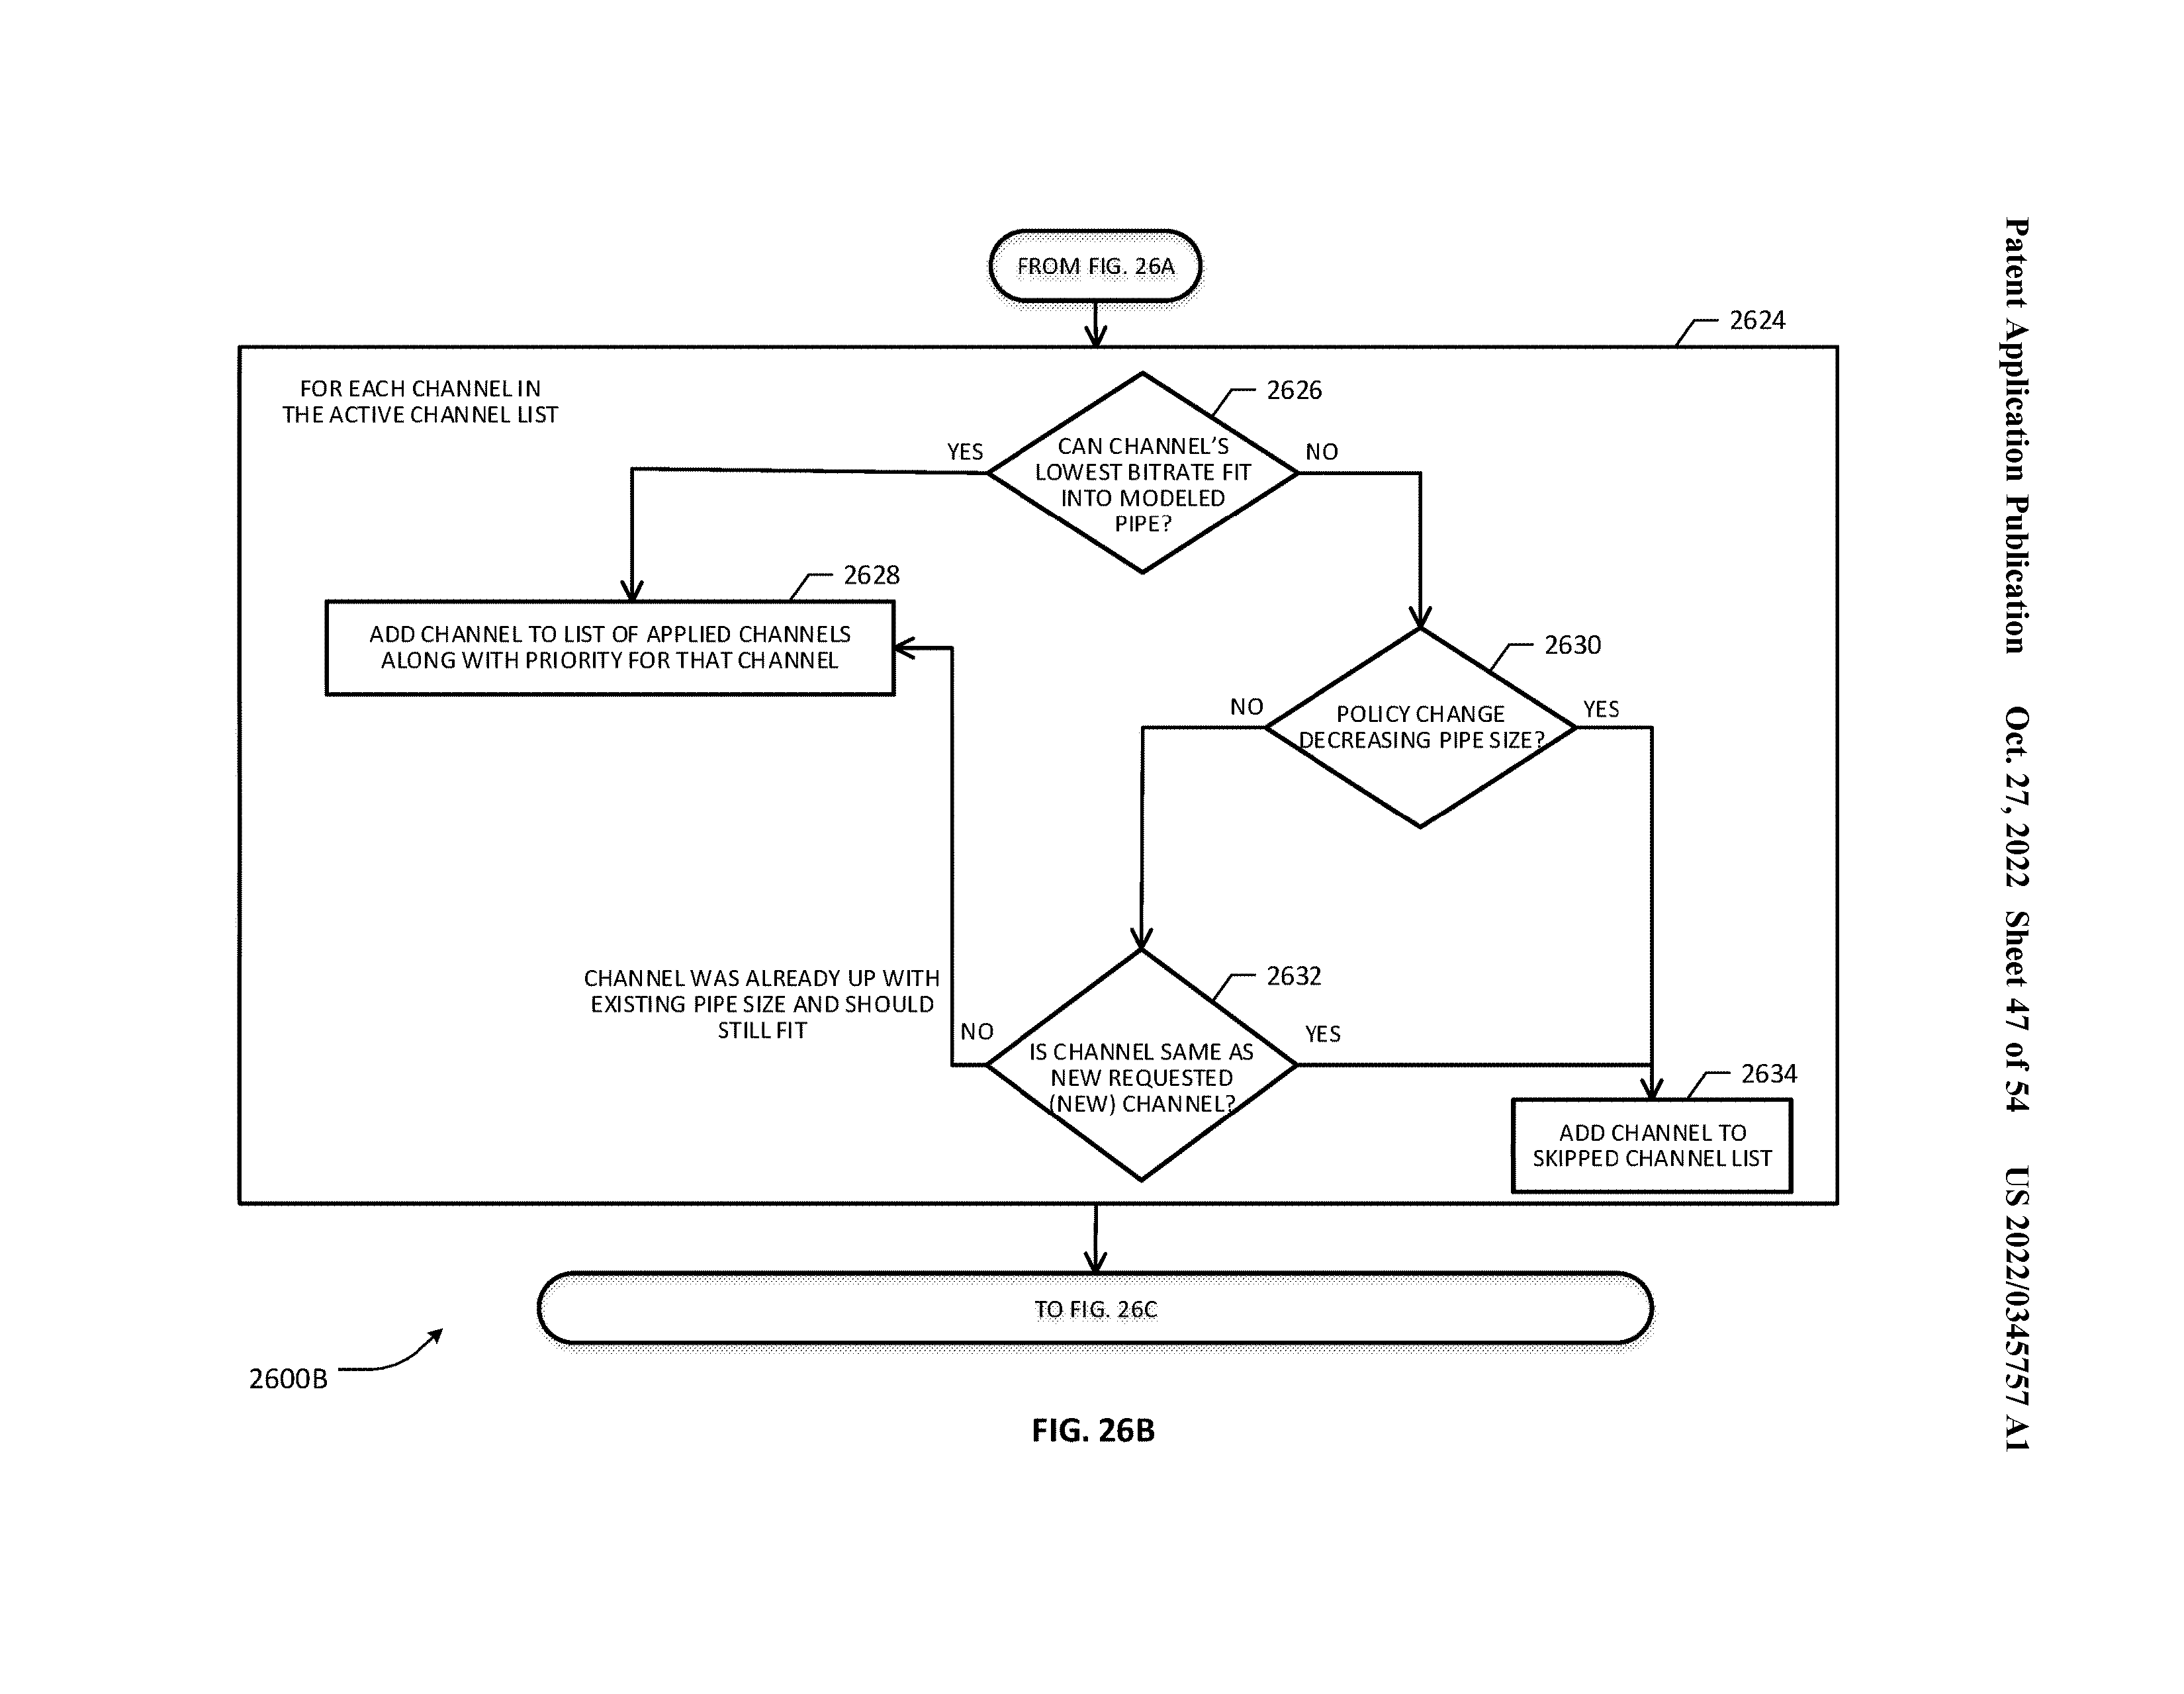 Patent Application Publication Oct. 27, 2022 Sheet 47 of 54 US 2022/0345757 A1
FROM FIG. 26A
2624
FOR EACH CHANNEL IN
THE ACTIVE CHANNEL LIST
2626
CAN CHANNEL'S
LOWEST BITRATE FIT
INTO MODELED
PIPE?
YES
NO
2628
ADD CHANNEL TO LIST OF APPLIED CHANNELS
ALONG WITH PRIORITY FOR THAT CHANNEL
2630
POLICY CHANGE
DECREASING PIPE SIZE?
NO
YES
CHANNEL WAS ALREADY UP WITH
EXISTING PIPE SIZE AND SHOULD
STILL FIT
2632
IS CHANNEL SAME AS
NEW REQUESTED
(NEW) CHANNEL?
NO
YES
2634
ADD CHANNEL TO
SKIPPED CHANNEL LIST
TO FIG. 26C
2600B
FIG. 26B